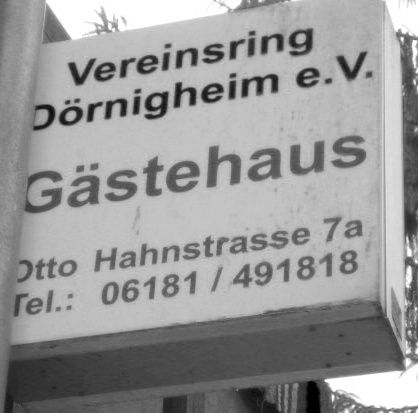 Vereinsring
Dörnigheim e.V.
Gästehaus
Otto Hahnstrasse 7a
Tel.: 06181 / 491818